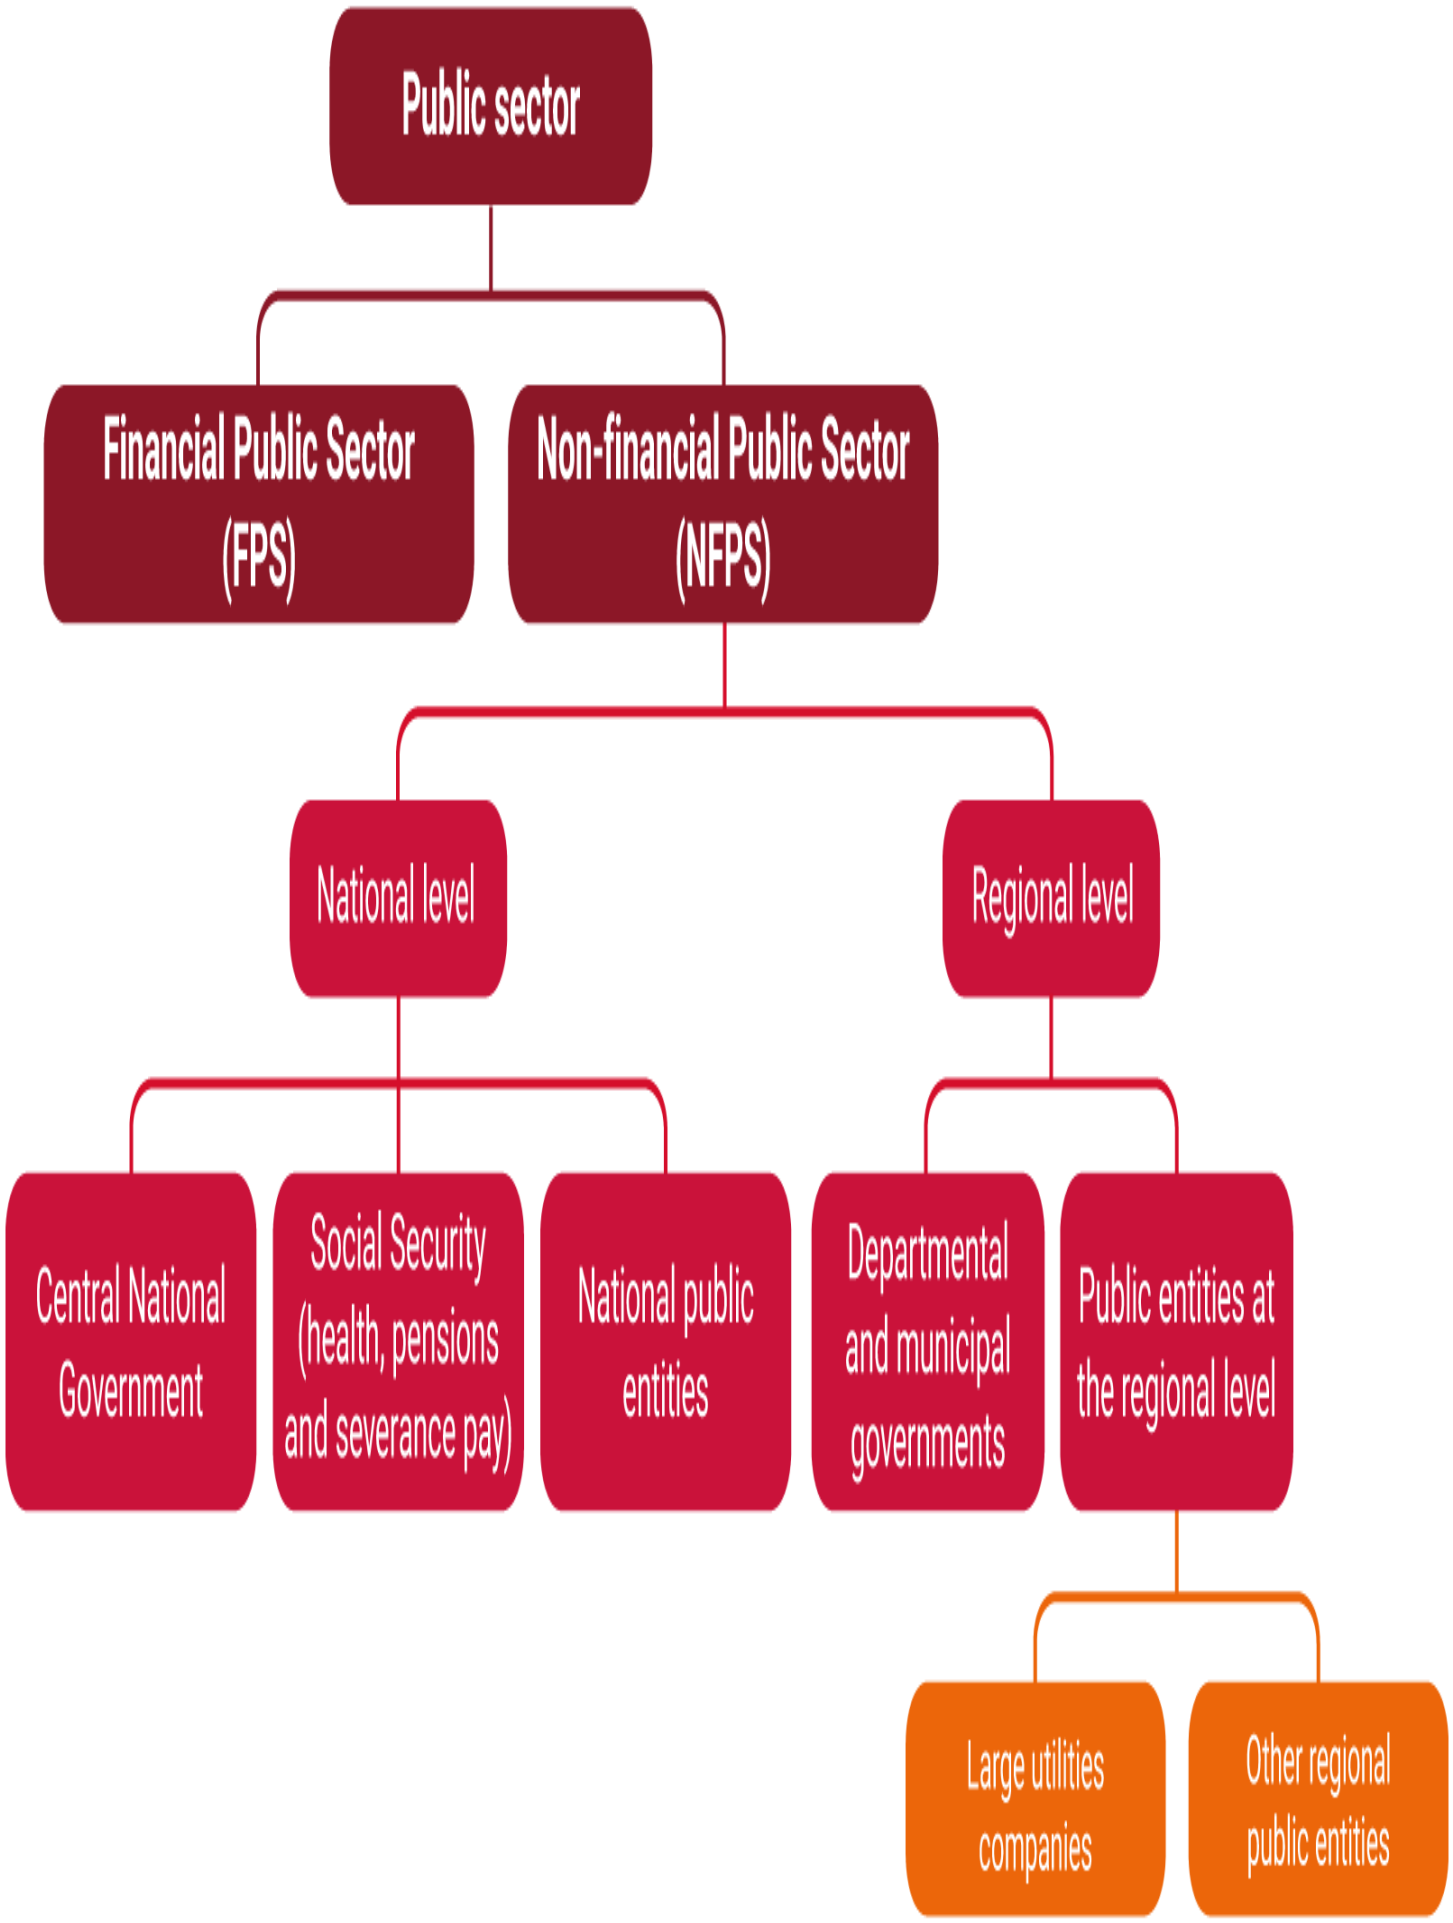 Public sector
Financial Public Sector
(FPS)
Non-financial Public Sector
(NFPS)
National level
Regional level
Central National
Government
Social Security
(health, pensions
and severance pay)
National public
entities
Departmental
and municipal
governments
Public entities at
the regional level
Large utilities
companies
Other regional
public entities